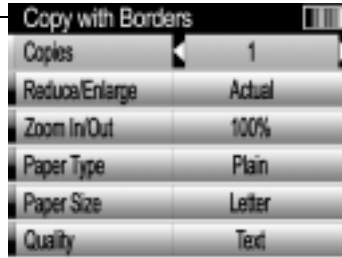 Copy with Borders
Copies 1
Reduce/Enlarge Actual
Zoom In/Out 100%
Paper Type Plain
Paper Size Letter
Quality Text